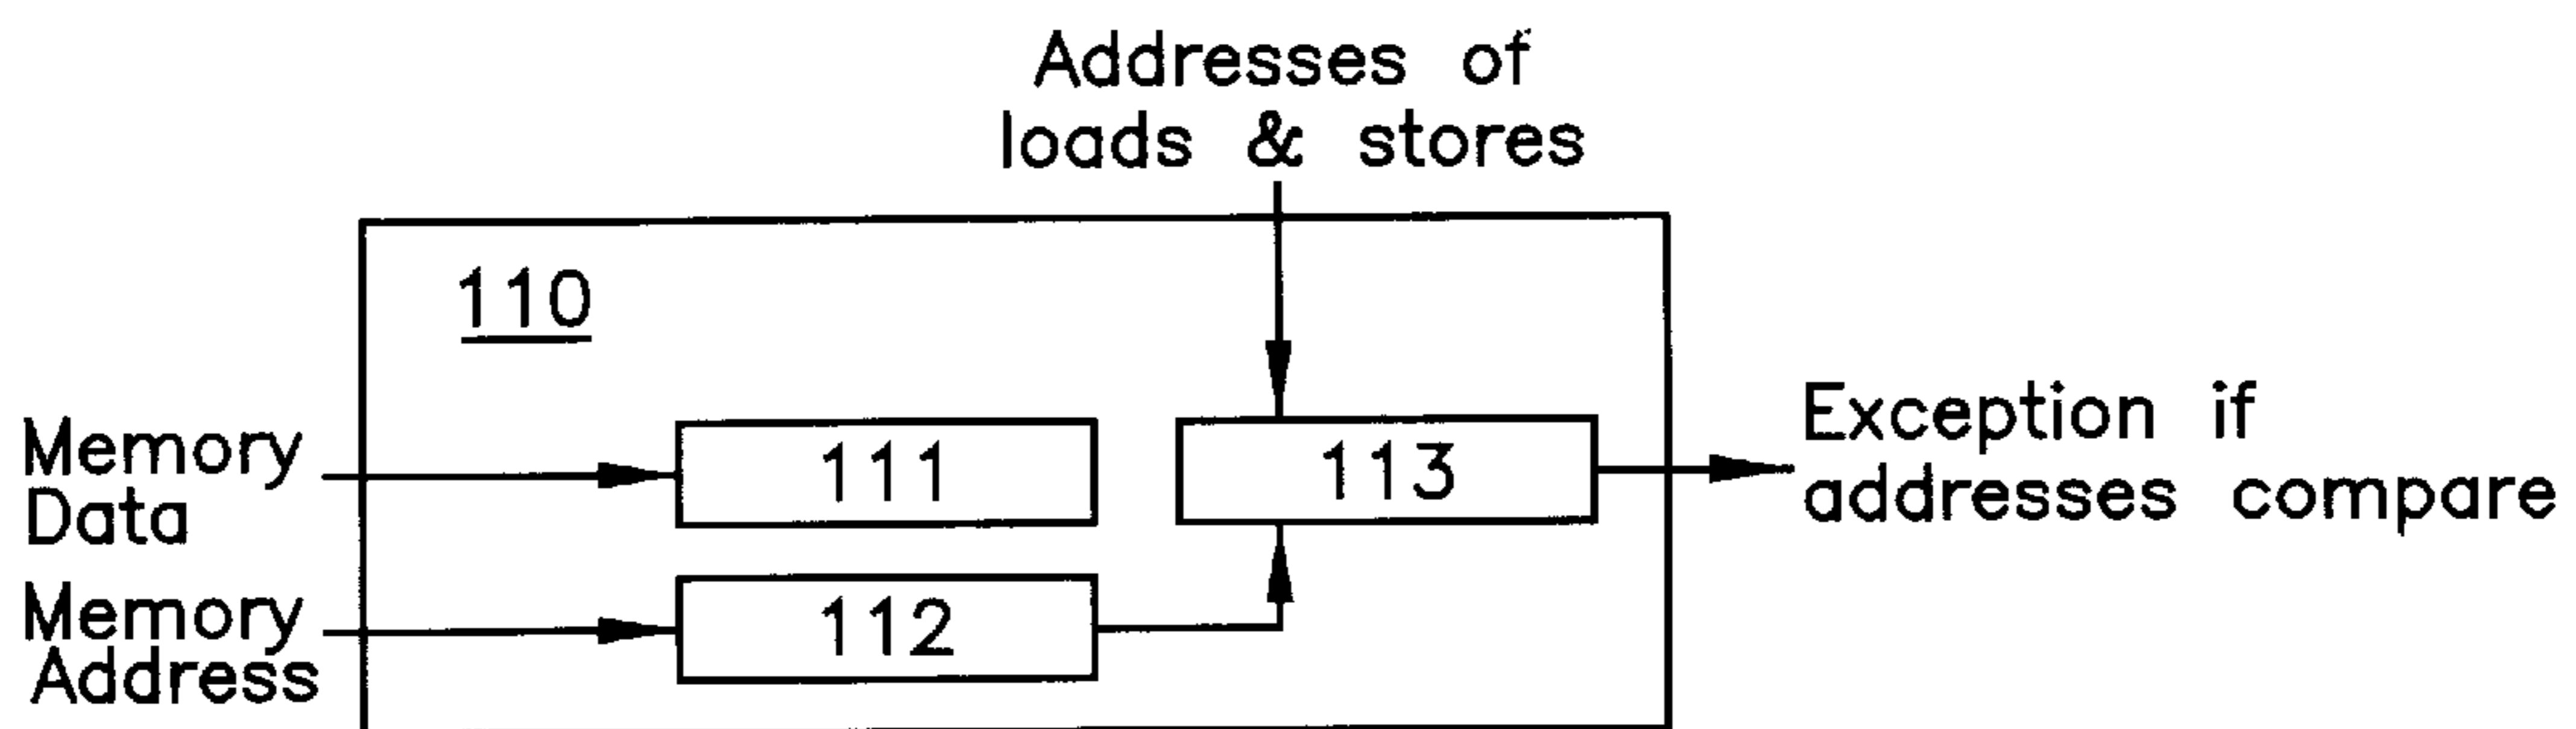 Addresses of
loads & stores
110
Memory
Data
111
113
Exception if
addresses compare
Memory
Address
112